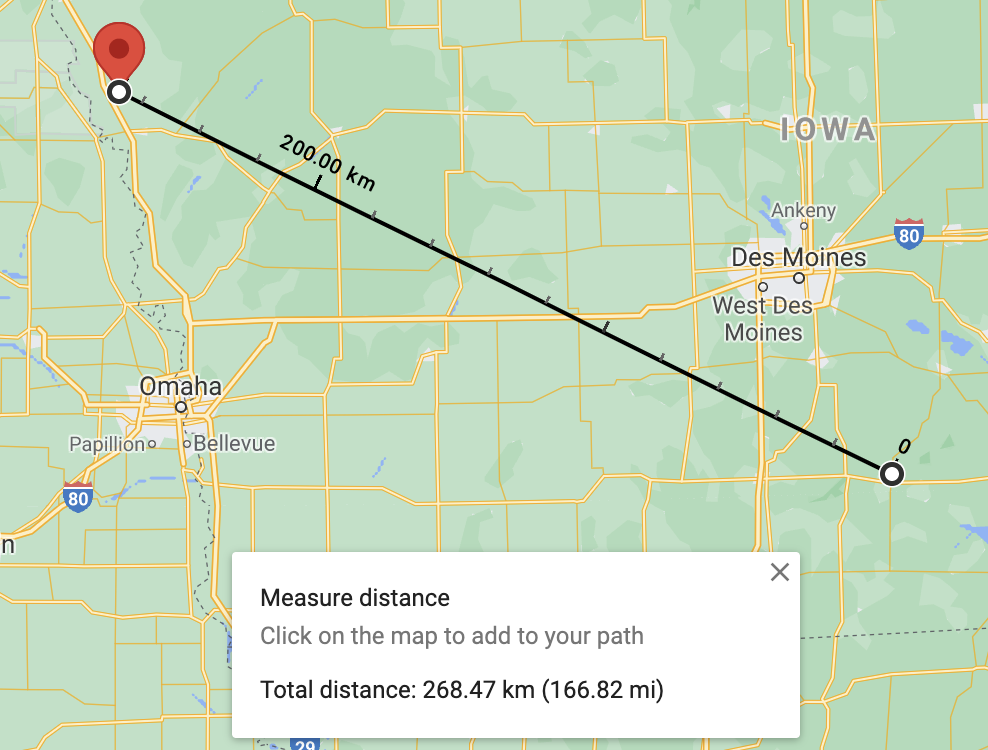 200.00 km
IOWA
Ankeny
80
Des Moines
West Des
Moines
Omaha
0
Papillion
Bellevue
80
n
Measure distance
Click on the map to add to your path
Total distance: 268.47 km (166.82 mi)
29